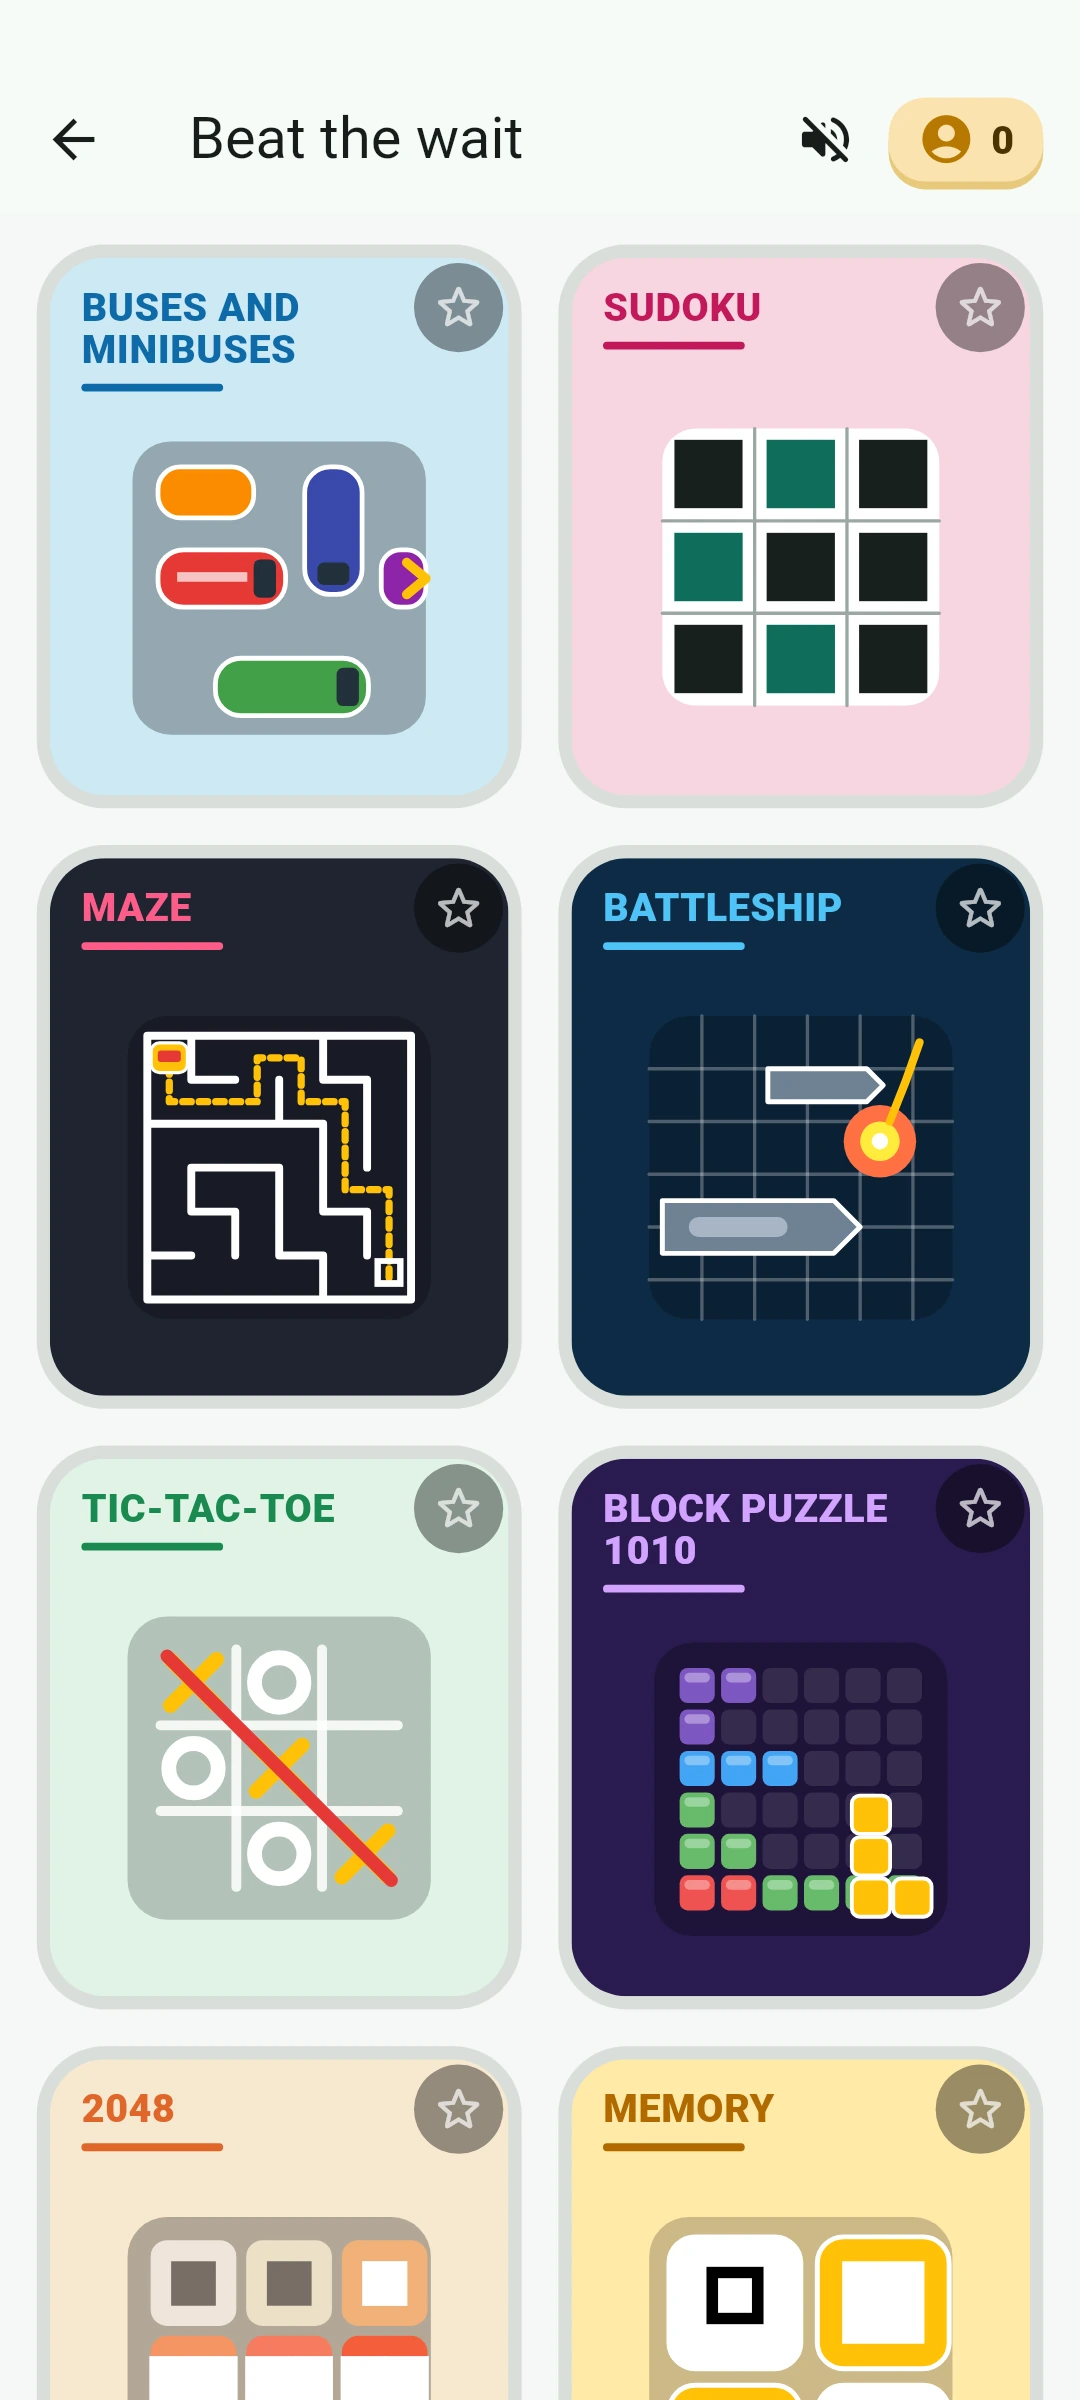 Beat the wait
0
BUSES AND
MINIBUSES
SUDOKU
MAZE
BATTLESHIP
TIC-TAC-TOE
BLOCK PUZZLE
1010
2048
MEMORY